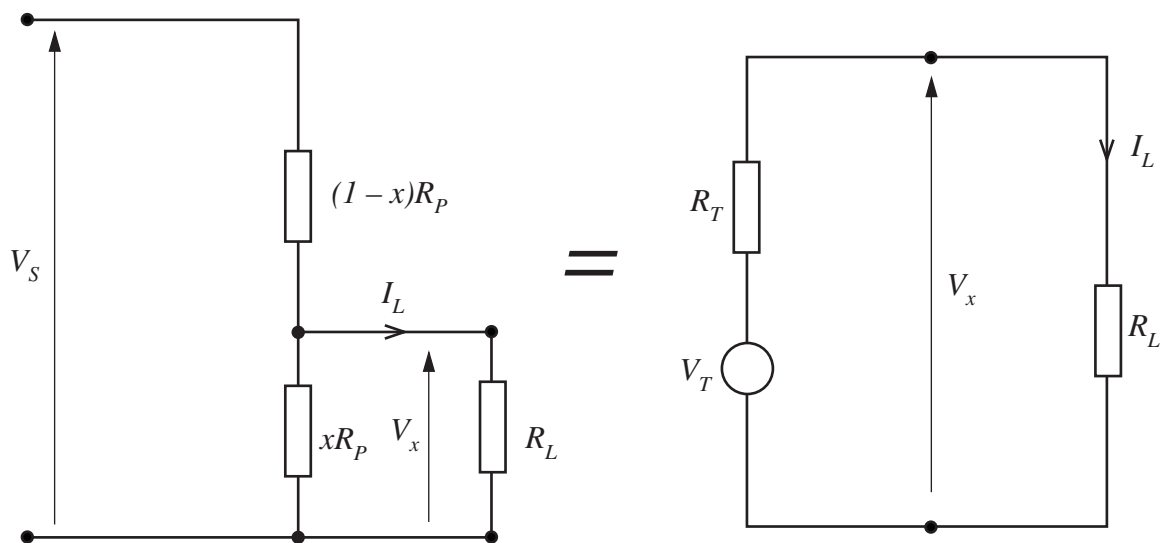 (1 – x)R_P
V_S
I_L
xR_P
V_x
R_L
=
R_T
V_T
V_x
I_L
R_L